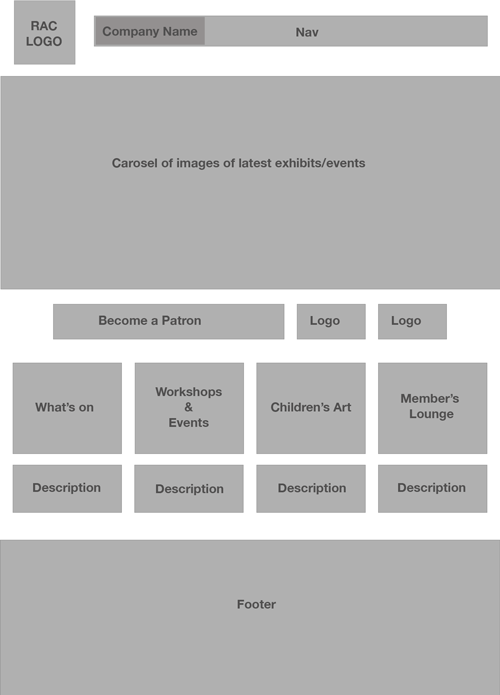 RAC
LOGO
Company Name
Nav
Carosel of images of latest exhibits/events
Become a Patron
Logo
Logo
What's on
Workshops
&
Events
Children's Art
Member's
Lounge
Description
Description
Description
Description
Footer